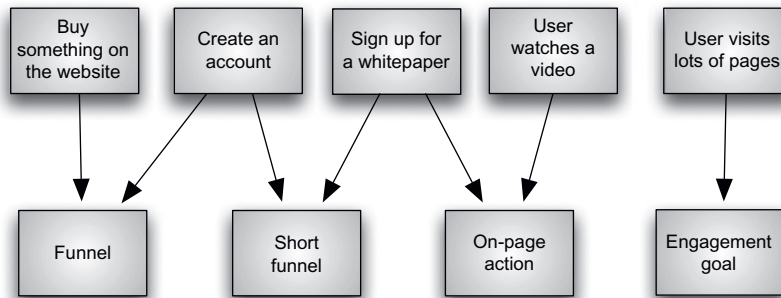 Buy
something on
the website
Create an
account
Sign up for
a whitepaper
User
watches a
video
User visits
lots of pages
Funnel
Short
funnel
On-page
action
Engagement
goal